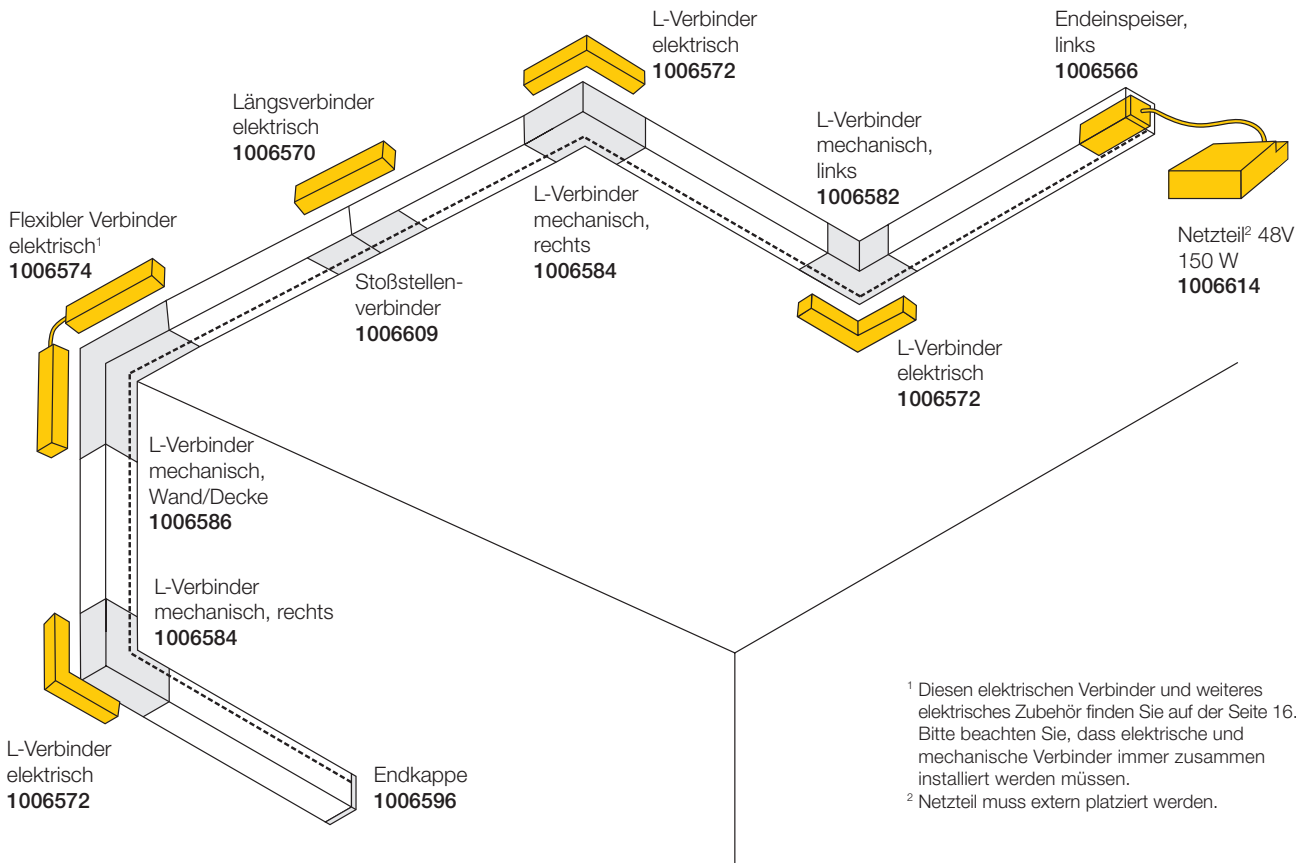 L-Verbinder
elektrisch
1006572
Endeinspeiser,
links
1006566
Längsverbinder
elektrisch
1006570
L-Verbinder
mechanisch,
links
1006582
L-Verbinder
mechanisch,
rechts
1006584
Flexibler Verbinder
elektrisch¹
1006574
Netzteil² 48V
150 W
1006614
Stoßstellen-
verbinder
1006609
L-Verbinder
elektrisch
1006572
L-Verbinder
mechanisch,
Wand/Decke
1006586
L-Verbinder
mechanisch, rechts
1006584
L-Verbinder
elektrisch
1006572
Endkappe
1006596
¹ Diesen elektrischen Verbinder und weiteres
elektrisches Zubehör finden Sie auf der Seite 16.
Bitte beachten Sie, dass elektrische und
mechanische Verbinder immer zusammen
installiert werden müssen.
² Netzteil muss extern platziert werden.